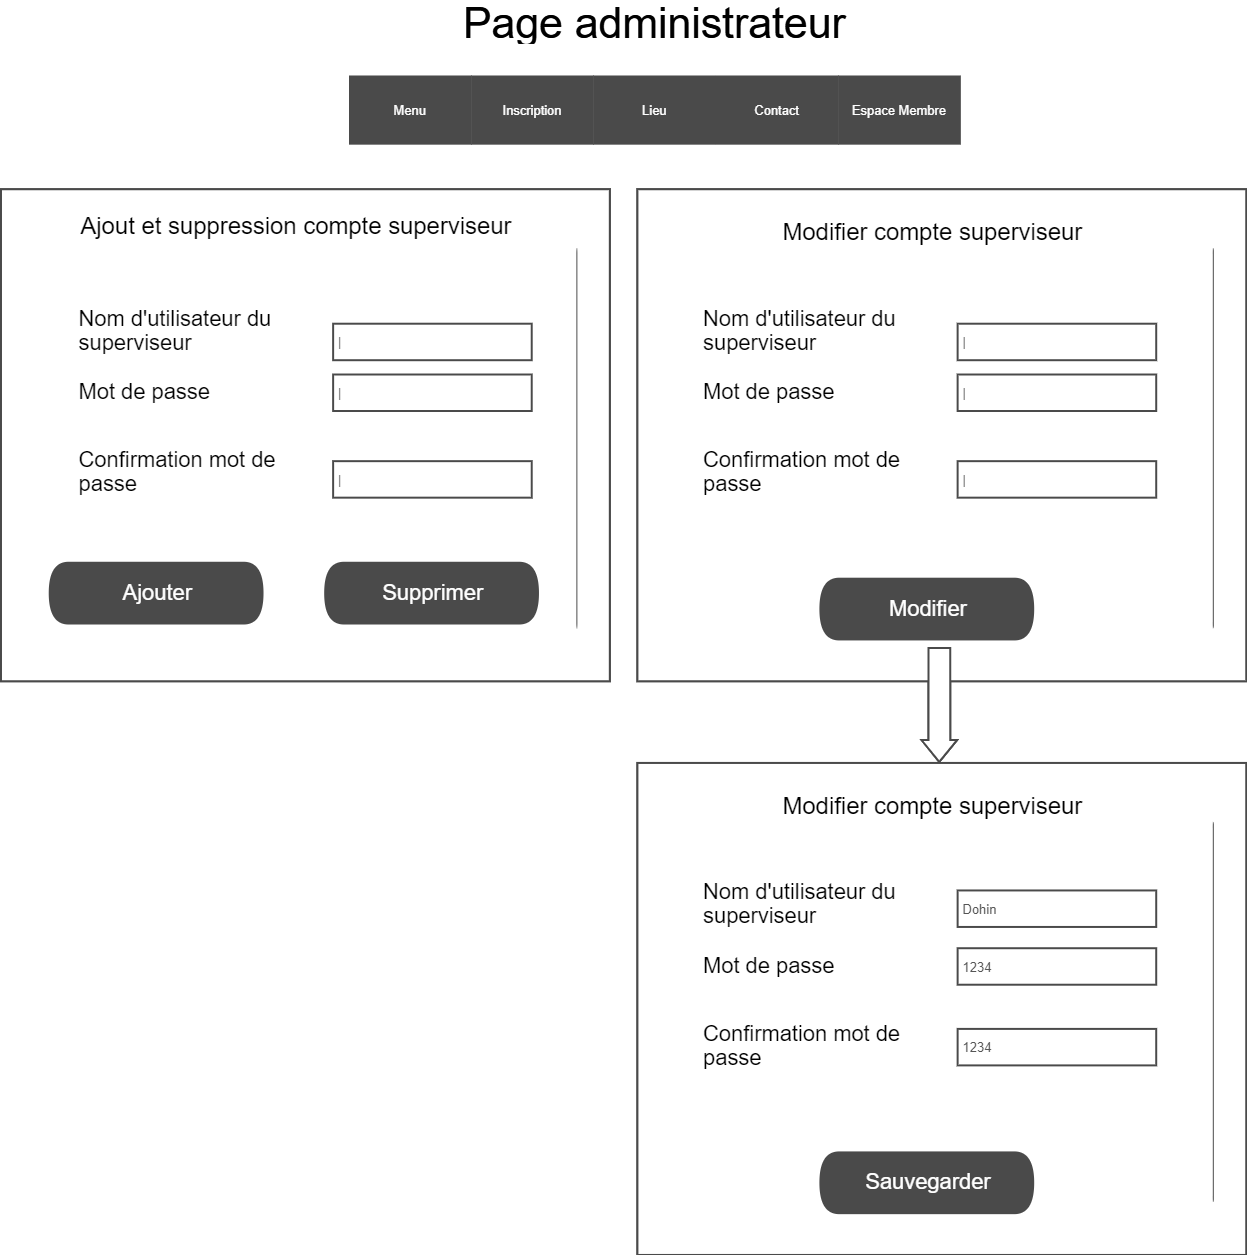 Page administrateur
Menu
Inscription
Lieu
Contact
Espace Membre
Ajout et suppression compte superviseur
Nom d'utilisateur du
superviseur
Mot de passe
Confirmation mot de
passe
Ajouter
Supprimer
Modifier compte superviseur
Nom d'utilisateur du
superviseur
Mot de passe
Confirmation mot de
passe
Modifier
Modifier compte superviseur
Nom d'utilisateur du
superviseur
Dohin
Mot de passe
1234
Confirmation mot de
passe
1234
Sauvegarder